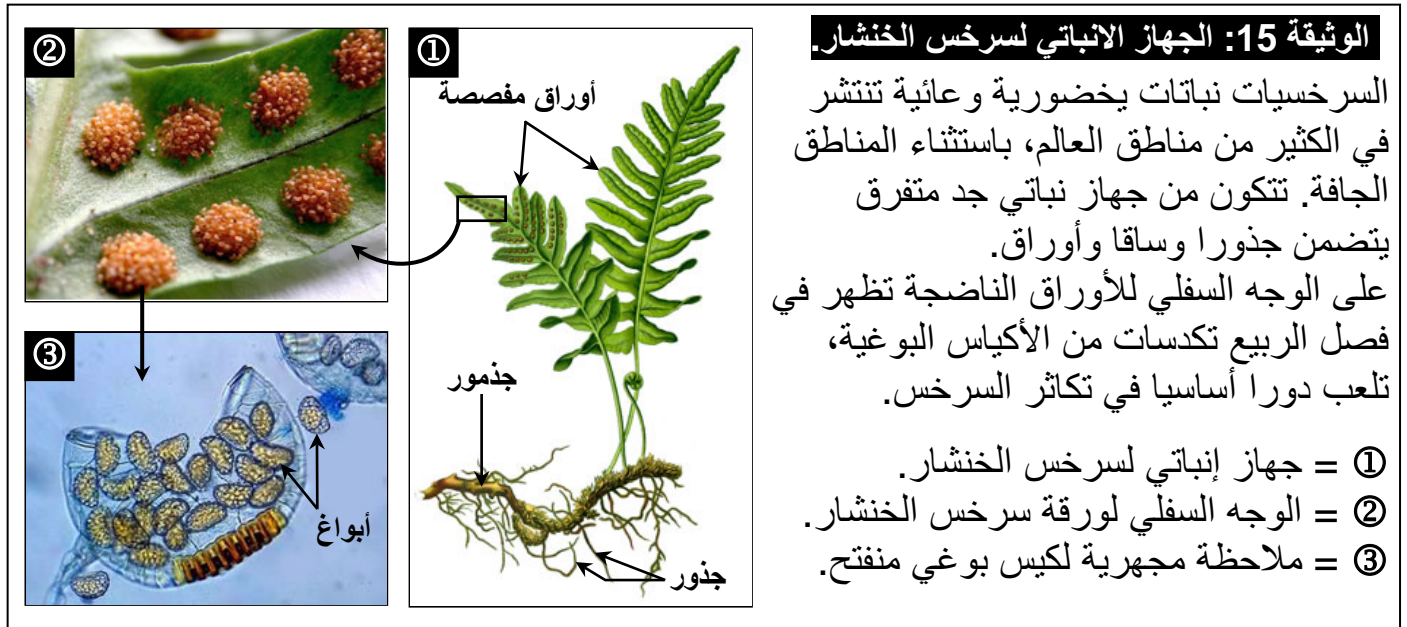 الوثيقة 15: الجهاز الانباتي لسرخس الخنشار.
السرخسيات نباتات يخضورية وعائية تنتشر
في الكثير من مناطق العالم، باستثناء المناطق
الجافة. تتكون من جهاز نباتي جد متفرق
يتضمن جذورا وساقا وأوراق.
على الوجه السفلي للأوراق الناضجة تظهر في
فصل الربيع تكدسات من الأكياس البوغية،
تلعب دورا أساسيا في تكاثر السرخس.
① = جهاز إنباتي لسرخس الخنشار.
② = الوجه السفلي لورقة سرخس الخنشار.
③ = ملاحظة مجهرية لكيس بوغي منفتح.
①
أوراق مفصصة
جذمور
جذور
②
③
أبواغ